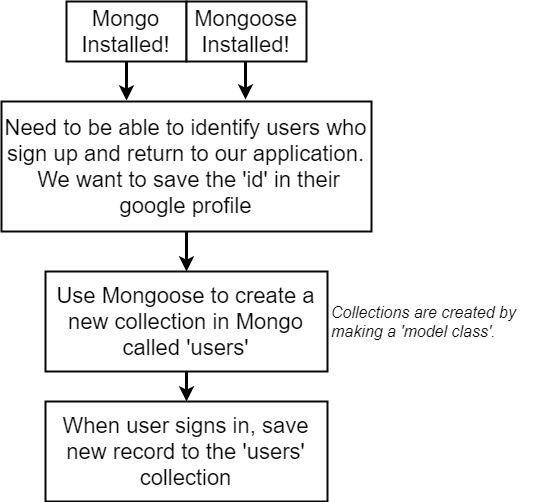 Mongo
Installed!
Mongoose
Installed!
Need to be able to identify users who
sign up and return to our application.
We want to save the 'id' in their
google profile
Use Mongoose to create a
new collection in Mongo
called 'users'
Collections are created by
making a 'model class'.
When user signs in, save
new record to the 'users'
collection